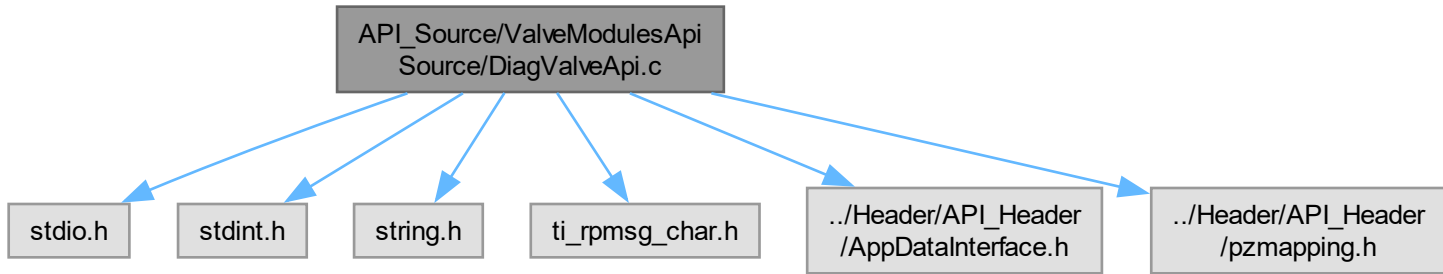 API_Source/ValveModulesApi
Source/DiagValveApi.c
stdio.h
stdint.h
string.h
ti_rpmsg_char.h
../Header/API_Header
/AppDataInterface.h
../Header/API_Header
/pzmapping.h